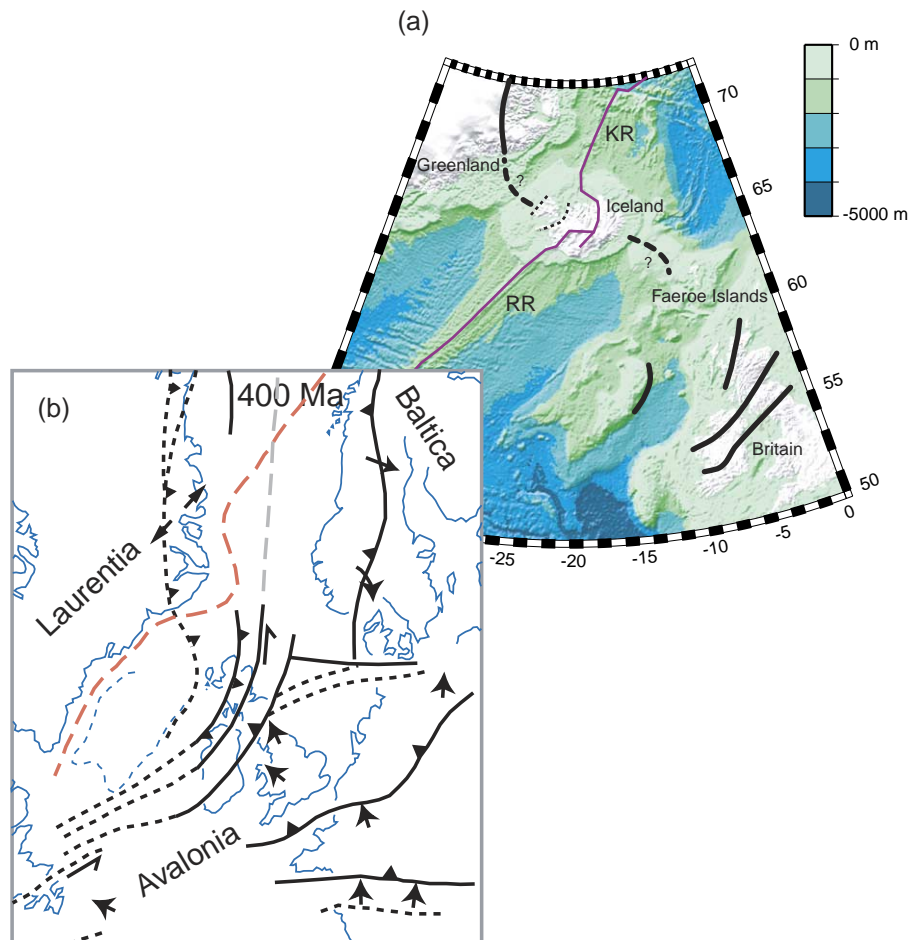 (a)
0 m
-5000 m
70
65
60
55
50
0
-5
-10
-15
-20
-25
KR
Greenland
?
Iceland
?
RR
Faeroe Islands
Britain
(b)
400 Ma
Baltica
Laurentia
Avalonia